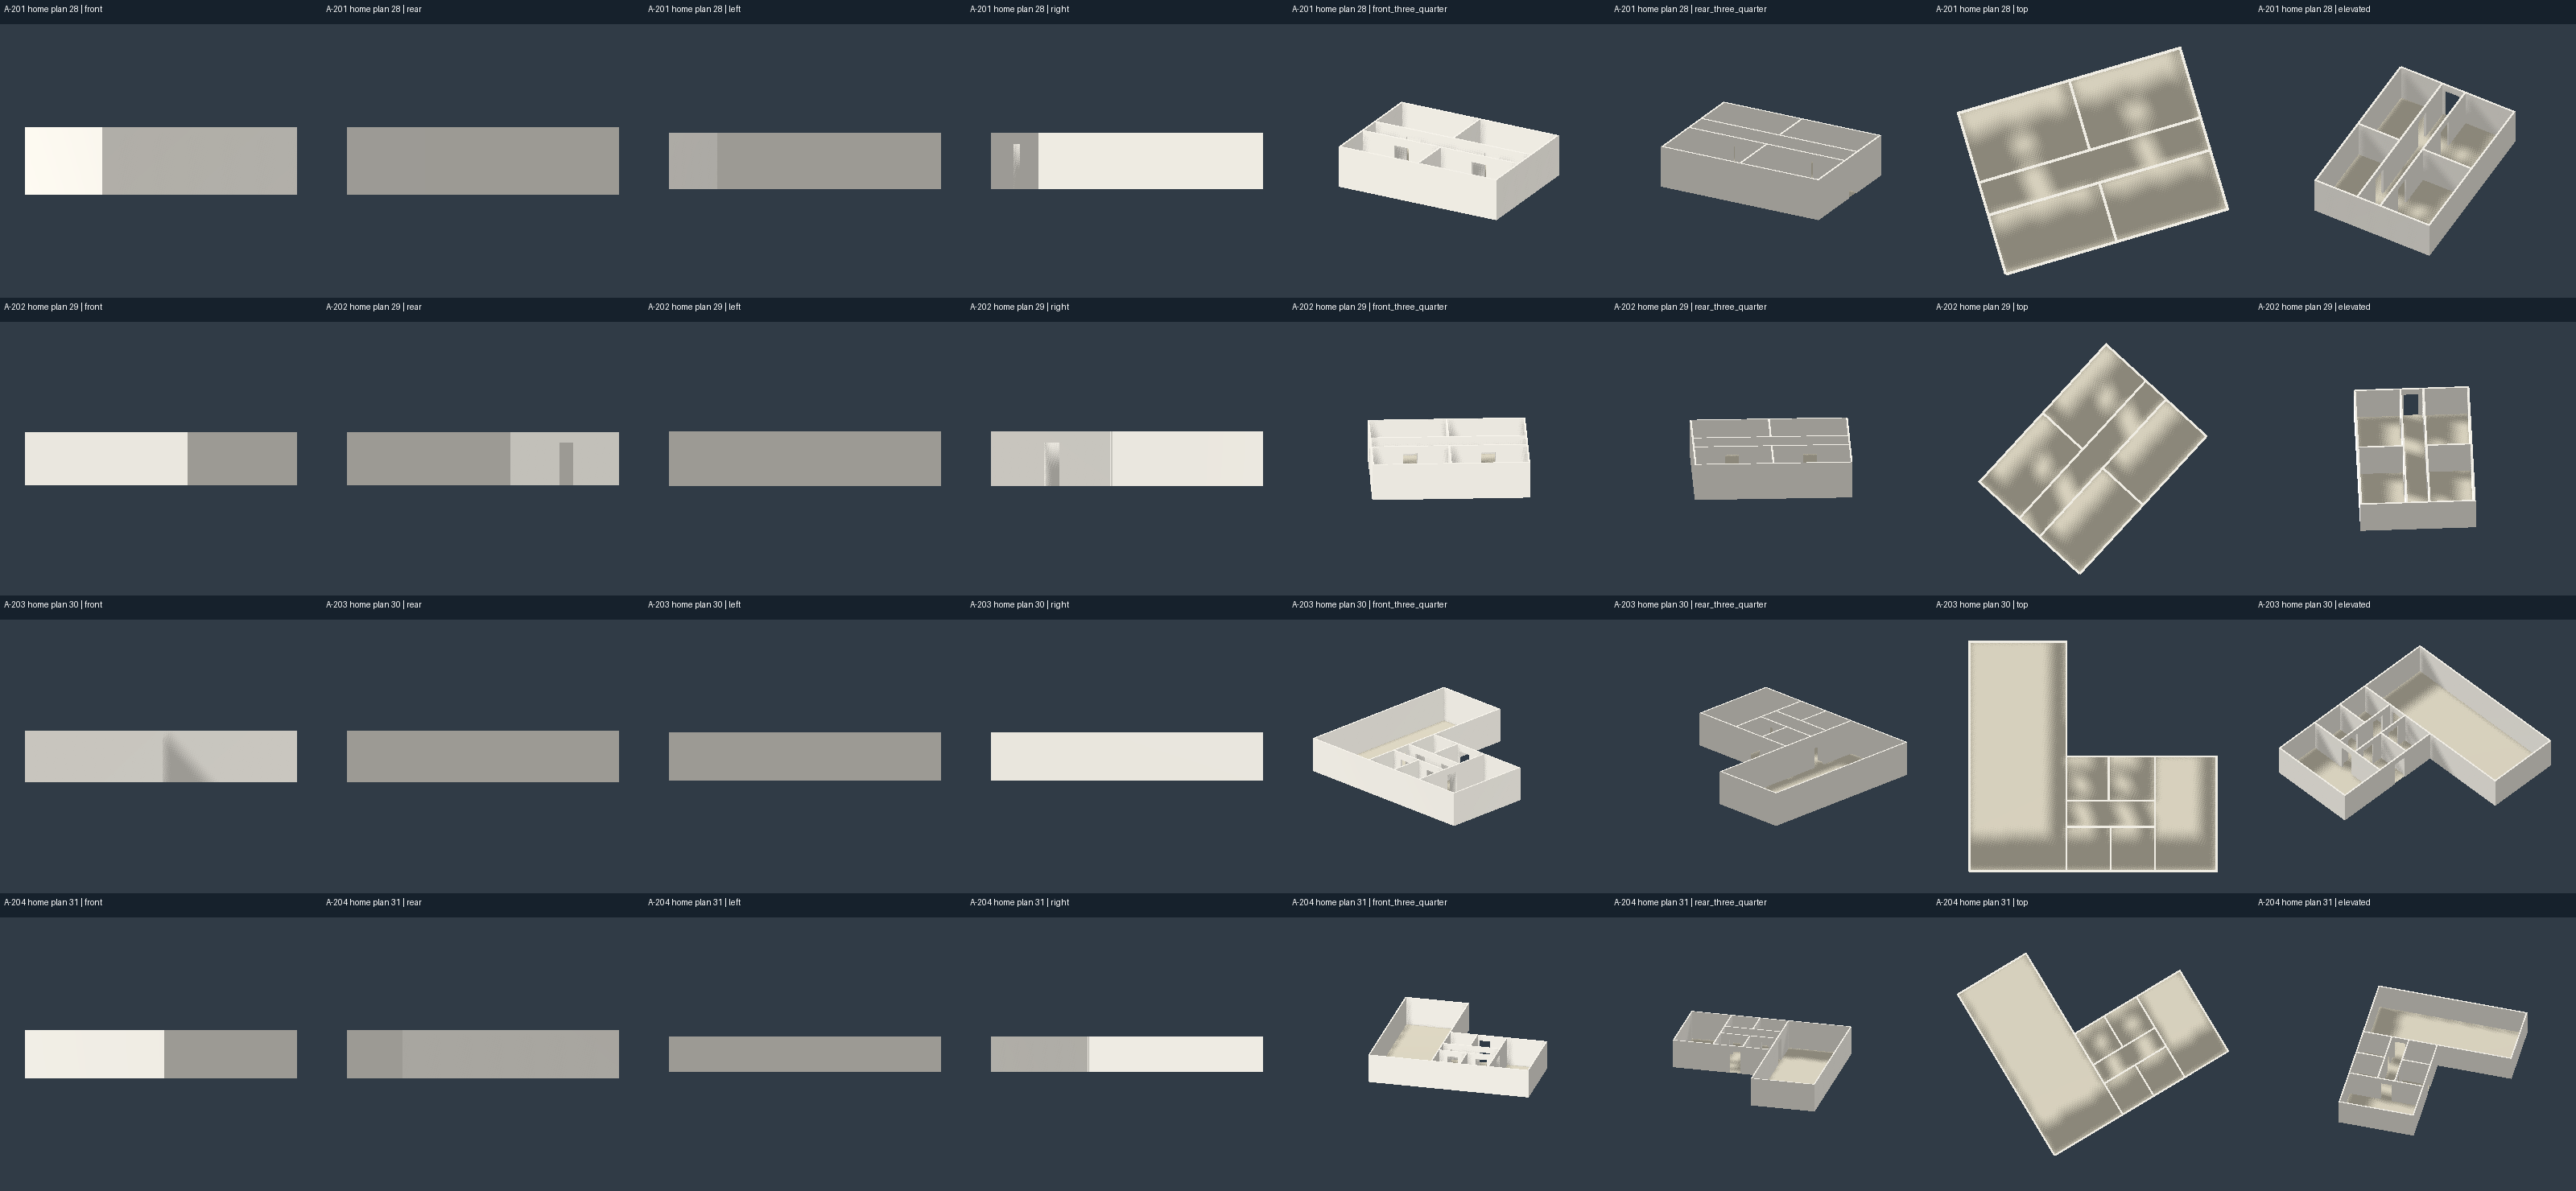 A-201 home plan 28 | front
A-201 home plan 28 | rear
A-201 home plan 28 | left
A-201 home plan 28 | right
A-201 home plan 28 | front_three_quarter
A-201 home plan 28 | rear_three_quarter
A-201 home plan 28 | top
A-201 home plan 28 | elevated
A-202 home plan 29 | front
A-202 home plan 29 | rear
A-202 home plan 29 | left
A-202 home plan 29 | right
A-202 home plan 29 | front_three_quarter
A-202 home plan 29 | rear_three_quarter
A-202 home plan 29 | top
A-202 home plan 29 | elevated
A-203 home plan 30 | front
A-203 home plan 30 | rear
A-203 home plan 30 | left
A-203 home plan 30 | right
A-203 home plan 30 | front_three_quarter
A-203 home plan 30 | rear_three_quarter
A-203 home plan 30 | top
A-203 home plan 30 | elevated
A-204 home plan 31 | front
A-204 home plan 31 | rear
A-204 home plan 31 | left
A-204 home plan 31 | right
A-204 home plan 31 | front_three_quarter
A-204 home plan 31 | rear_three_quarter
A-204 home plan 31 | top
A-204 home plan 31 | elevated